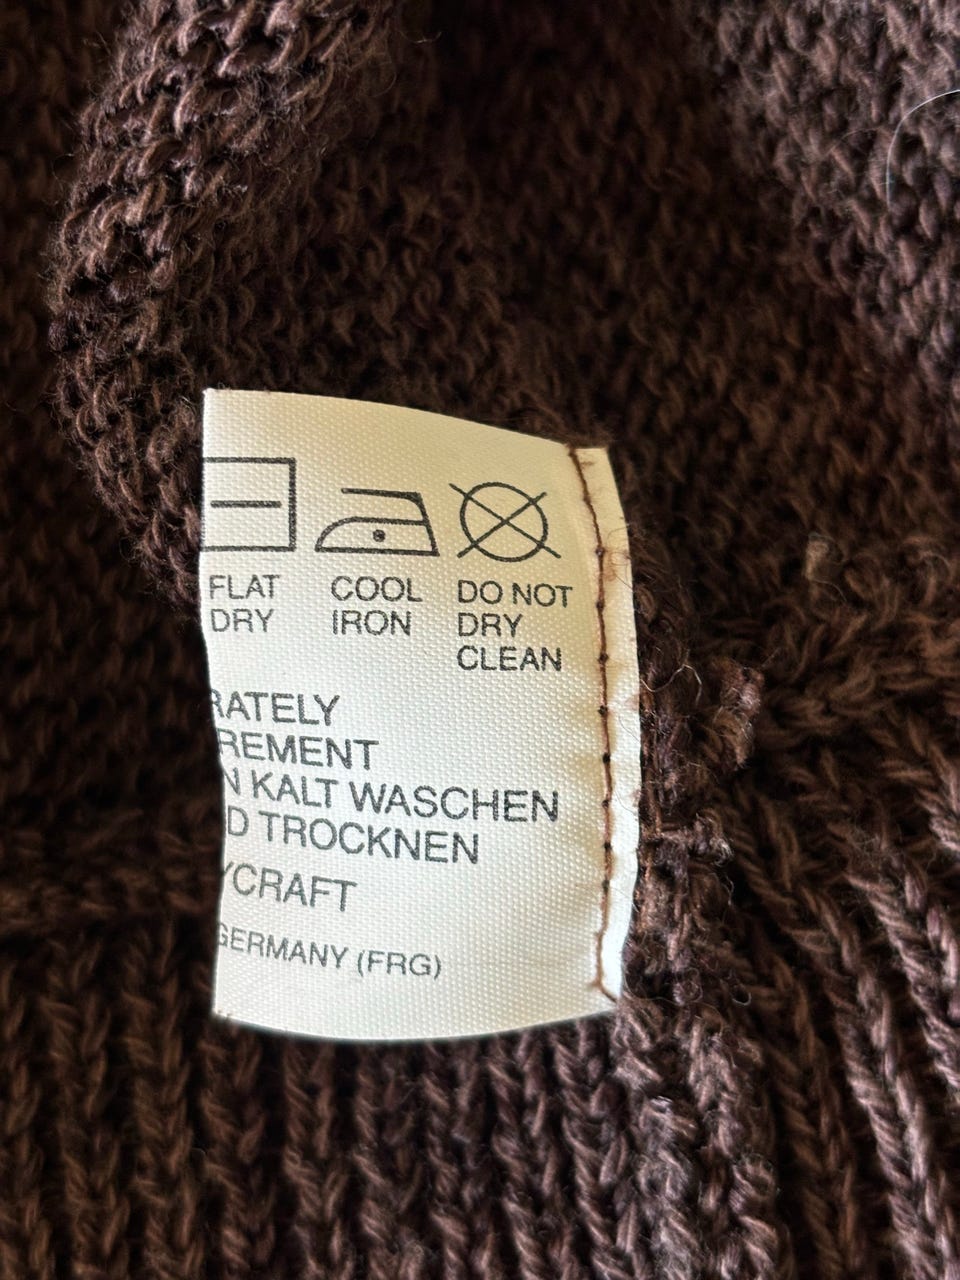 FLAT DRY
COOL IRON
DO NOT DRY CLEAN
RATELY
REMENT
N KALT WASCHEN
D TROCKNEN
YCRAFT
GERMANY (FRG)